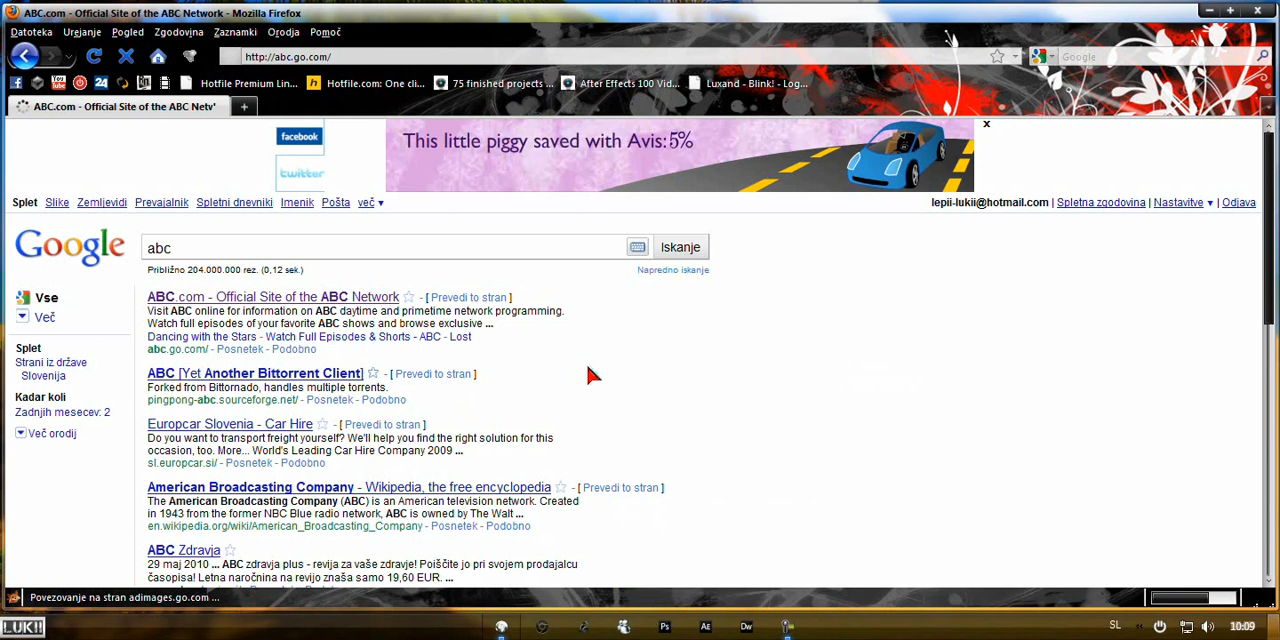 ABC.com - Official Site of the ABC Network - Mozilla Firefox
Datoteka Urejanje Pogled Zgodovina Zaznamki Orodja Pomoč
http://abc.go.com/ Google
f You Tube 24 Hotfile Premium Lin... h Hotfile.com: One cli... 75 finished projects ... After Effects 100 Vid... Luxand - Blink! - Log...
ABC.com - Official Site of the ABC Netv* +
facebook
This little piggy saved with Avis: 5%
x
twitter
Splet Slike Zemljevidi Prevajalnik Spletni dnevniki Imenik Pošta več ▼ lepii-lukii@hotmail.com | Spletna zgodovina | Nastavitve ▼ | Odjava
Google abc Iskanje
Približno 204.000.000 rez. (0,12 sek.) Napredno iskanje
Vse
Več
Splet
Strani iz države
Slovenija
Kadar koli
Zadnjih mesecev: 2
Več orodij
ABC.com - Official Site of the ABC Network - [ Prevedi to stran ]
Visit ABC online for information on ABC daytime and primetime network programming.
Watch full episodes of your favorite ABC shows and browse exclusive ...
Dancing with the Stars - Watch Full Episodes & Shorts - ABC - Lost
abc.go.com/ - Posnetek - Podobno
ABC [Yet Another Bittorrent Client] - [ Prevedi to stran ]
Forked from Bittornado, handles multiple torrents.
pingpong-abc.sourceforge.net/ - Posnetek - Podobno
Europcar Slovenia - Car Hire - [ Prevedi to stran ]
Do you want to transport freight yourself? We'll help you find the right solution for this
occasion, too. More... World's Leading Car Hire Company 2009 ...
sl.europcar.si/ - Posnetek - Podobno
American Broadcasting Company - Wikipedia, the free encyclopedia - [ Prevedi to stran ]
The American Broadcasting Company (ABC) is an American television network. Created
in 1943 from the former NBC Blue radio network, ABC is owned by The Walt ...
en.wikipedia.org/wiki/American_Broadcasting_Company - Posnetek - Podobno
ABC Zdravja
29 maj 2010 ... ABC zdravja plus - revija za vaše zdravje! Poiščite jo pri svojem prodajalcu
časopisa! Letna naročnina na revijo znaša samo 19,60 EUR. ...
Povezovanje na stran adimages.go.com ...
LUKII Ps AE Dw SL 10:09